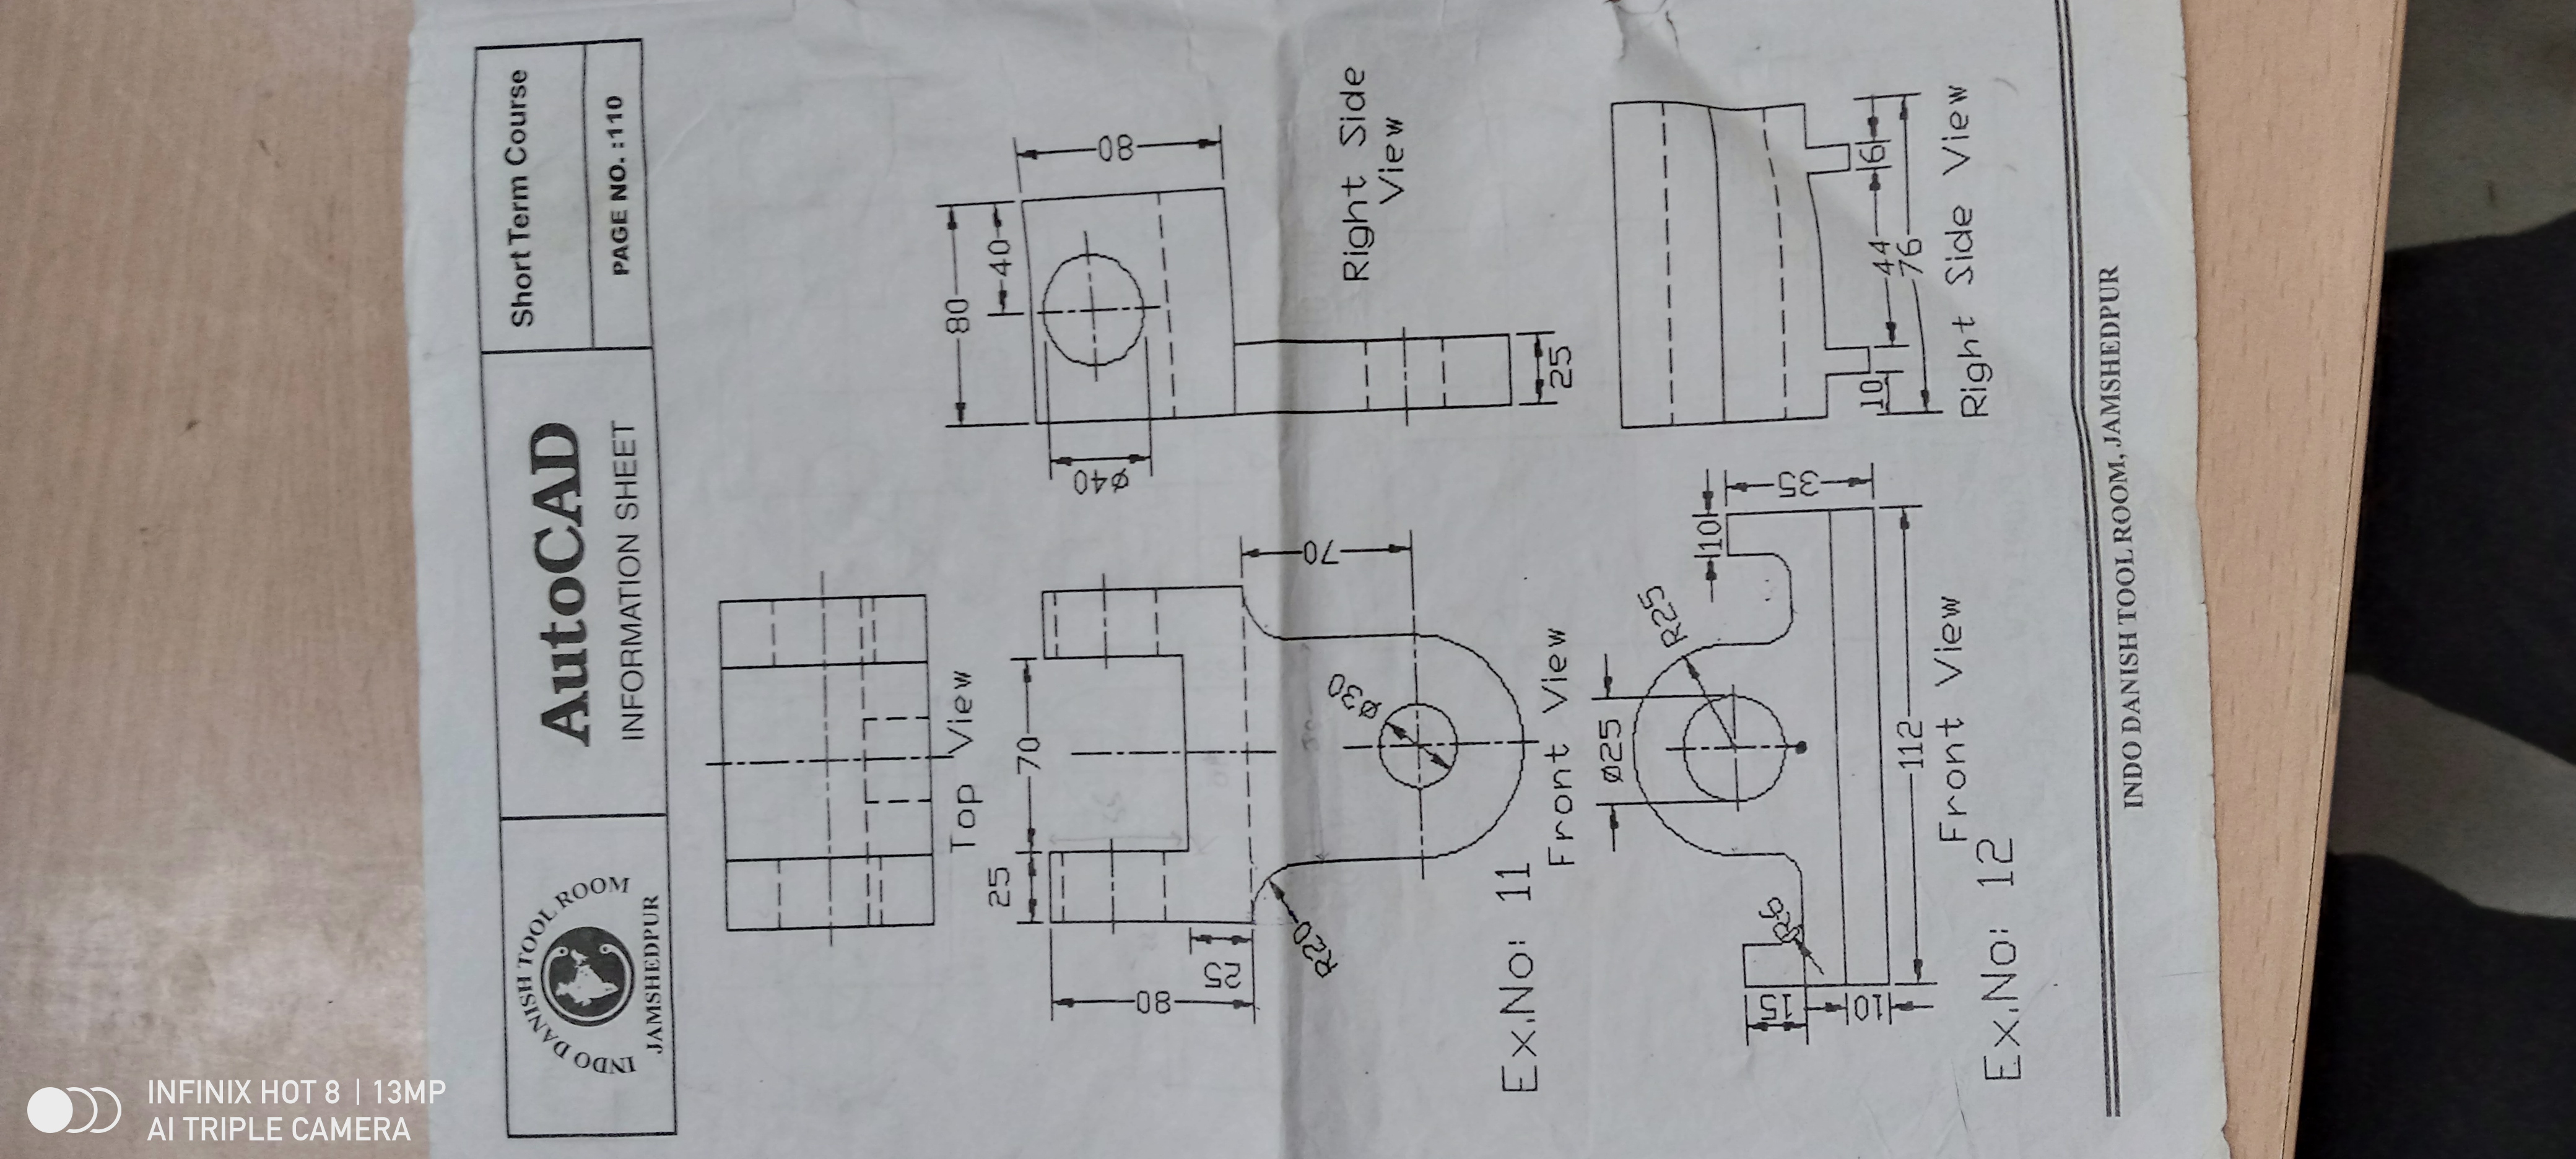 INDO DANISH TOOL ROOM
JAMSHEDPUR
AutoCAD
INFORMATION SHEET
Short Term Course
PAGE NO. :110
Top View
25
70
80
25
R20
70
Ø30
Front View
Ex.No: 11
80
40
80
Ø40
25
Right Side
View
Ø25
R25
10
35
R6
15
10
112
Front View
Ex.No: 12
10
44
6
76
Right Side View
INDO DANISH TOOL ROOM, JAMSHEDPUR
INFINIX HOT 8 | 13MP
AI TRIPLE CAMERA